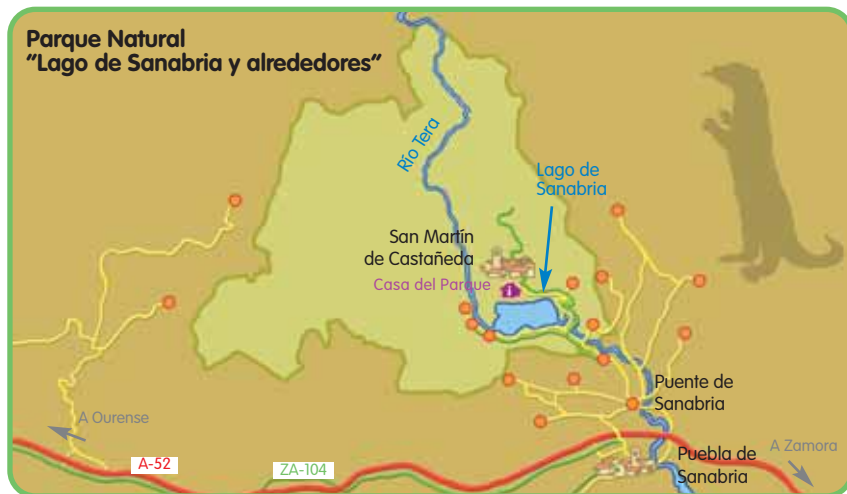 Parque Natural
"Lago de Sanabria y alrededores"
Río Tera
Lago de
Sanabria
San Martín
de Castañeda
Casa del Parque
i
Puente de
Sanabria
A Ourense
A-52
ZA-104
Puebla de
Sanabria
A Zamora